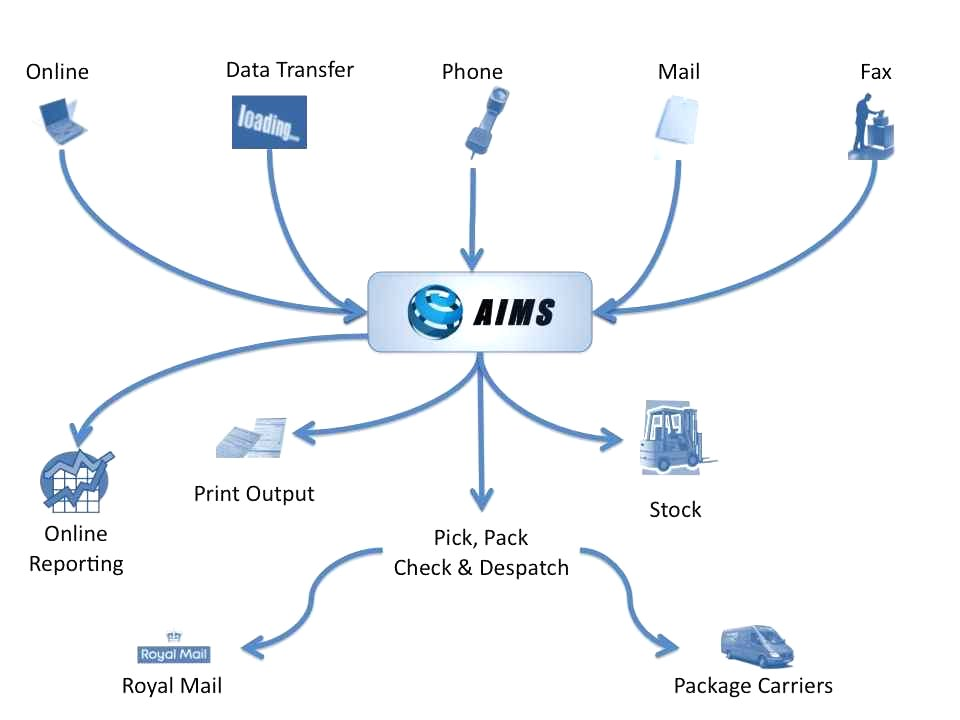 Online
Data Transfer
Phone
Mail
Fax
loading...
AIMS
Print Output
Stock
Online
Reporting
Pick, Pack
Check & Despatch
Royal Mail
Royal Mail
Package Carriers